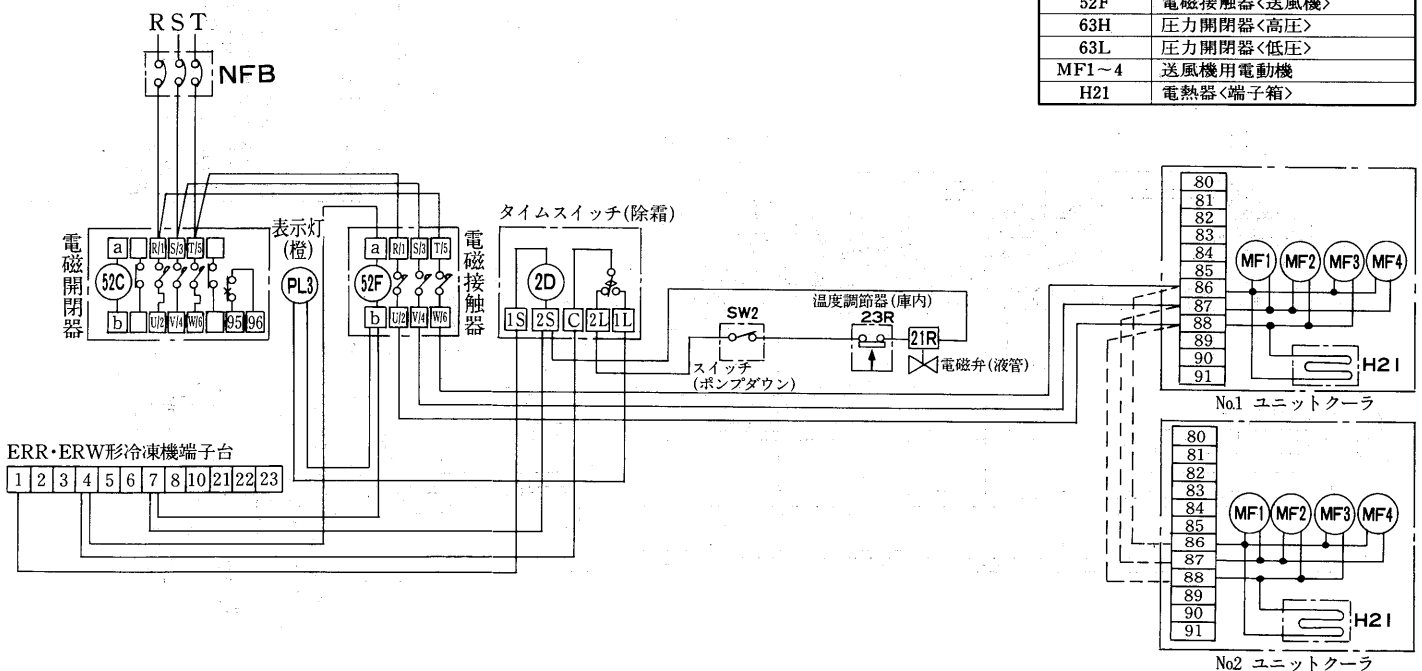 52F 電磁接触器<送風機>
63H 圧力開閉器<高圧>
63L 圧力開閉器<低圧>
MF1~4 送風機用電動機
H21 電熱器<端子箱>
R S T
NFB
電磁開閉器
a R/1 S/3 T/5
52C
b U/2 V/4 W/6 95 96
表示灯
(橙)
PL3
a R/1 S/3 T/5
52F
b U/2 V/4 W/6
電磁接触器
タイムスイッチ(除霜)
2D
1S 2S C 2L 1L
SW2
スイッチ
(ポンプダウン)
温度調節器(庫内)
23R
21R
電磁弁(液管)
ERR・ERW形冷凍機端子台
1 2 3 4 5 6 7 8 10 21 22 23
80
81
82
83
84
85
86
87
88
89
90
91
MF1 MF2 MF3 MF4
H21
No.1 ユニットクーラ
80
81
82
83
84
85
86
87
88
89
90
91
MF1 MF2 MF3 MF4
H21
No2 ユニットクーラ